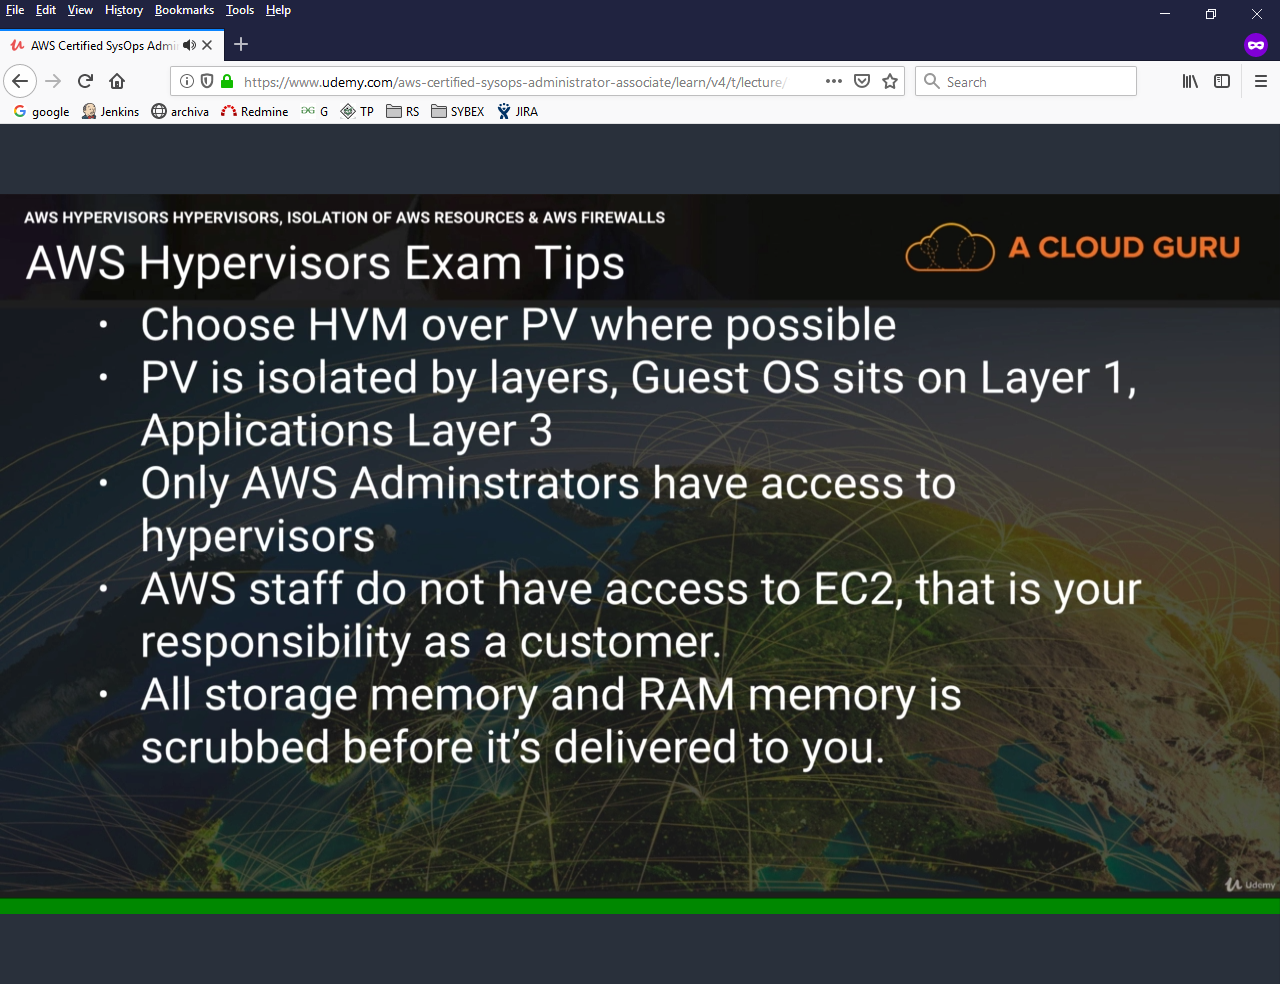 File Edit View History Bookmarks Tools Help
AWS Certified SysOps Admi
https://www.udemy.com/aws-certified-sysops-administrator-associate/learn/v4/t/lecture/
Search
google Jenkins archiva Redmine G TP RS SYBEX JIRA
AWS HYPERVISORS HYPERVISORS, ISOLATION OF AWS RESOURCES & AWS FIREWALLS
AWS Hypervisors Exam Tips
A CLOUD GURU
• Choose HVM over PV where possible
• PV is isolated by layers, Guest OS sits on Layer 1,
Applications Layer 3
• Only AWS Adminstrators have access to
hypervisors
• AWS staff do not have access to EC2, that is your
responsibility as a customer.
• All storage memory and RAM memory is
scrubbed before it's delivered to you.
Udemy